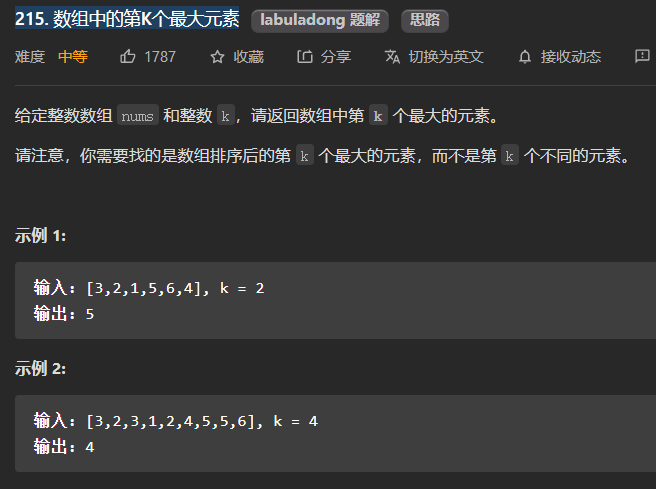 215. 数组中的第K个最大元素 labuladong 题解 思路
难度 中等 1787 收藏 分享 切换为英文 接收动态
给定整数数组 nums 和整数 k，请返回数组中第 k 个最大的元素。
请注意，你需要找的是数组排序后的第 k 个最大的元素，而不是第 k 个不同的元素。
示例 1:
输入：[3,2,1,5,6,4], k = 2
输出：5
示例 2:
输入：[3,2,3,1,2,4,5,5,6], k = 4
输出：4